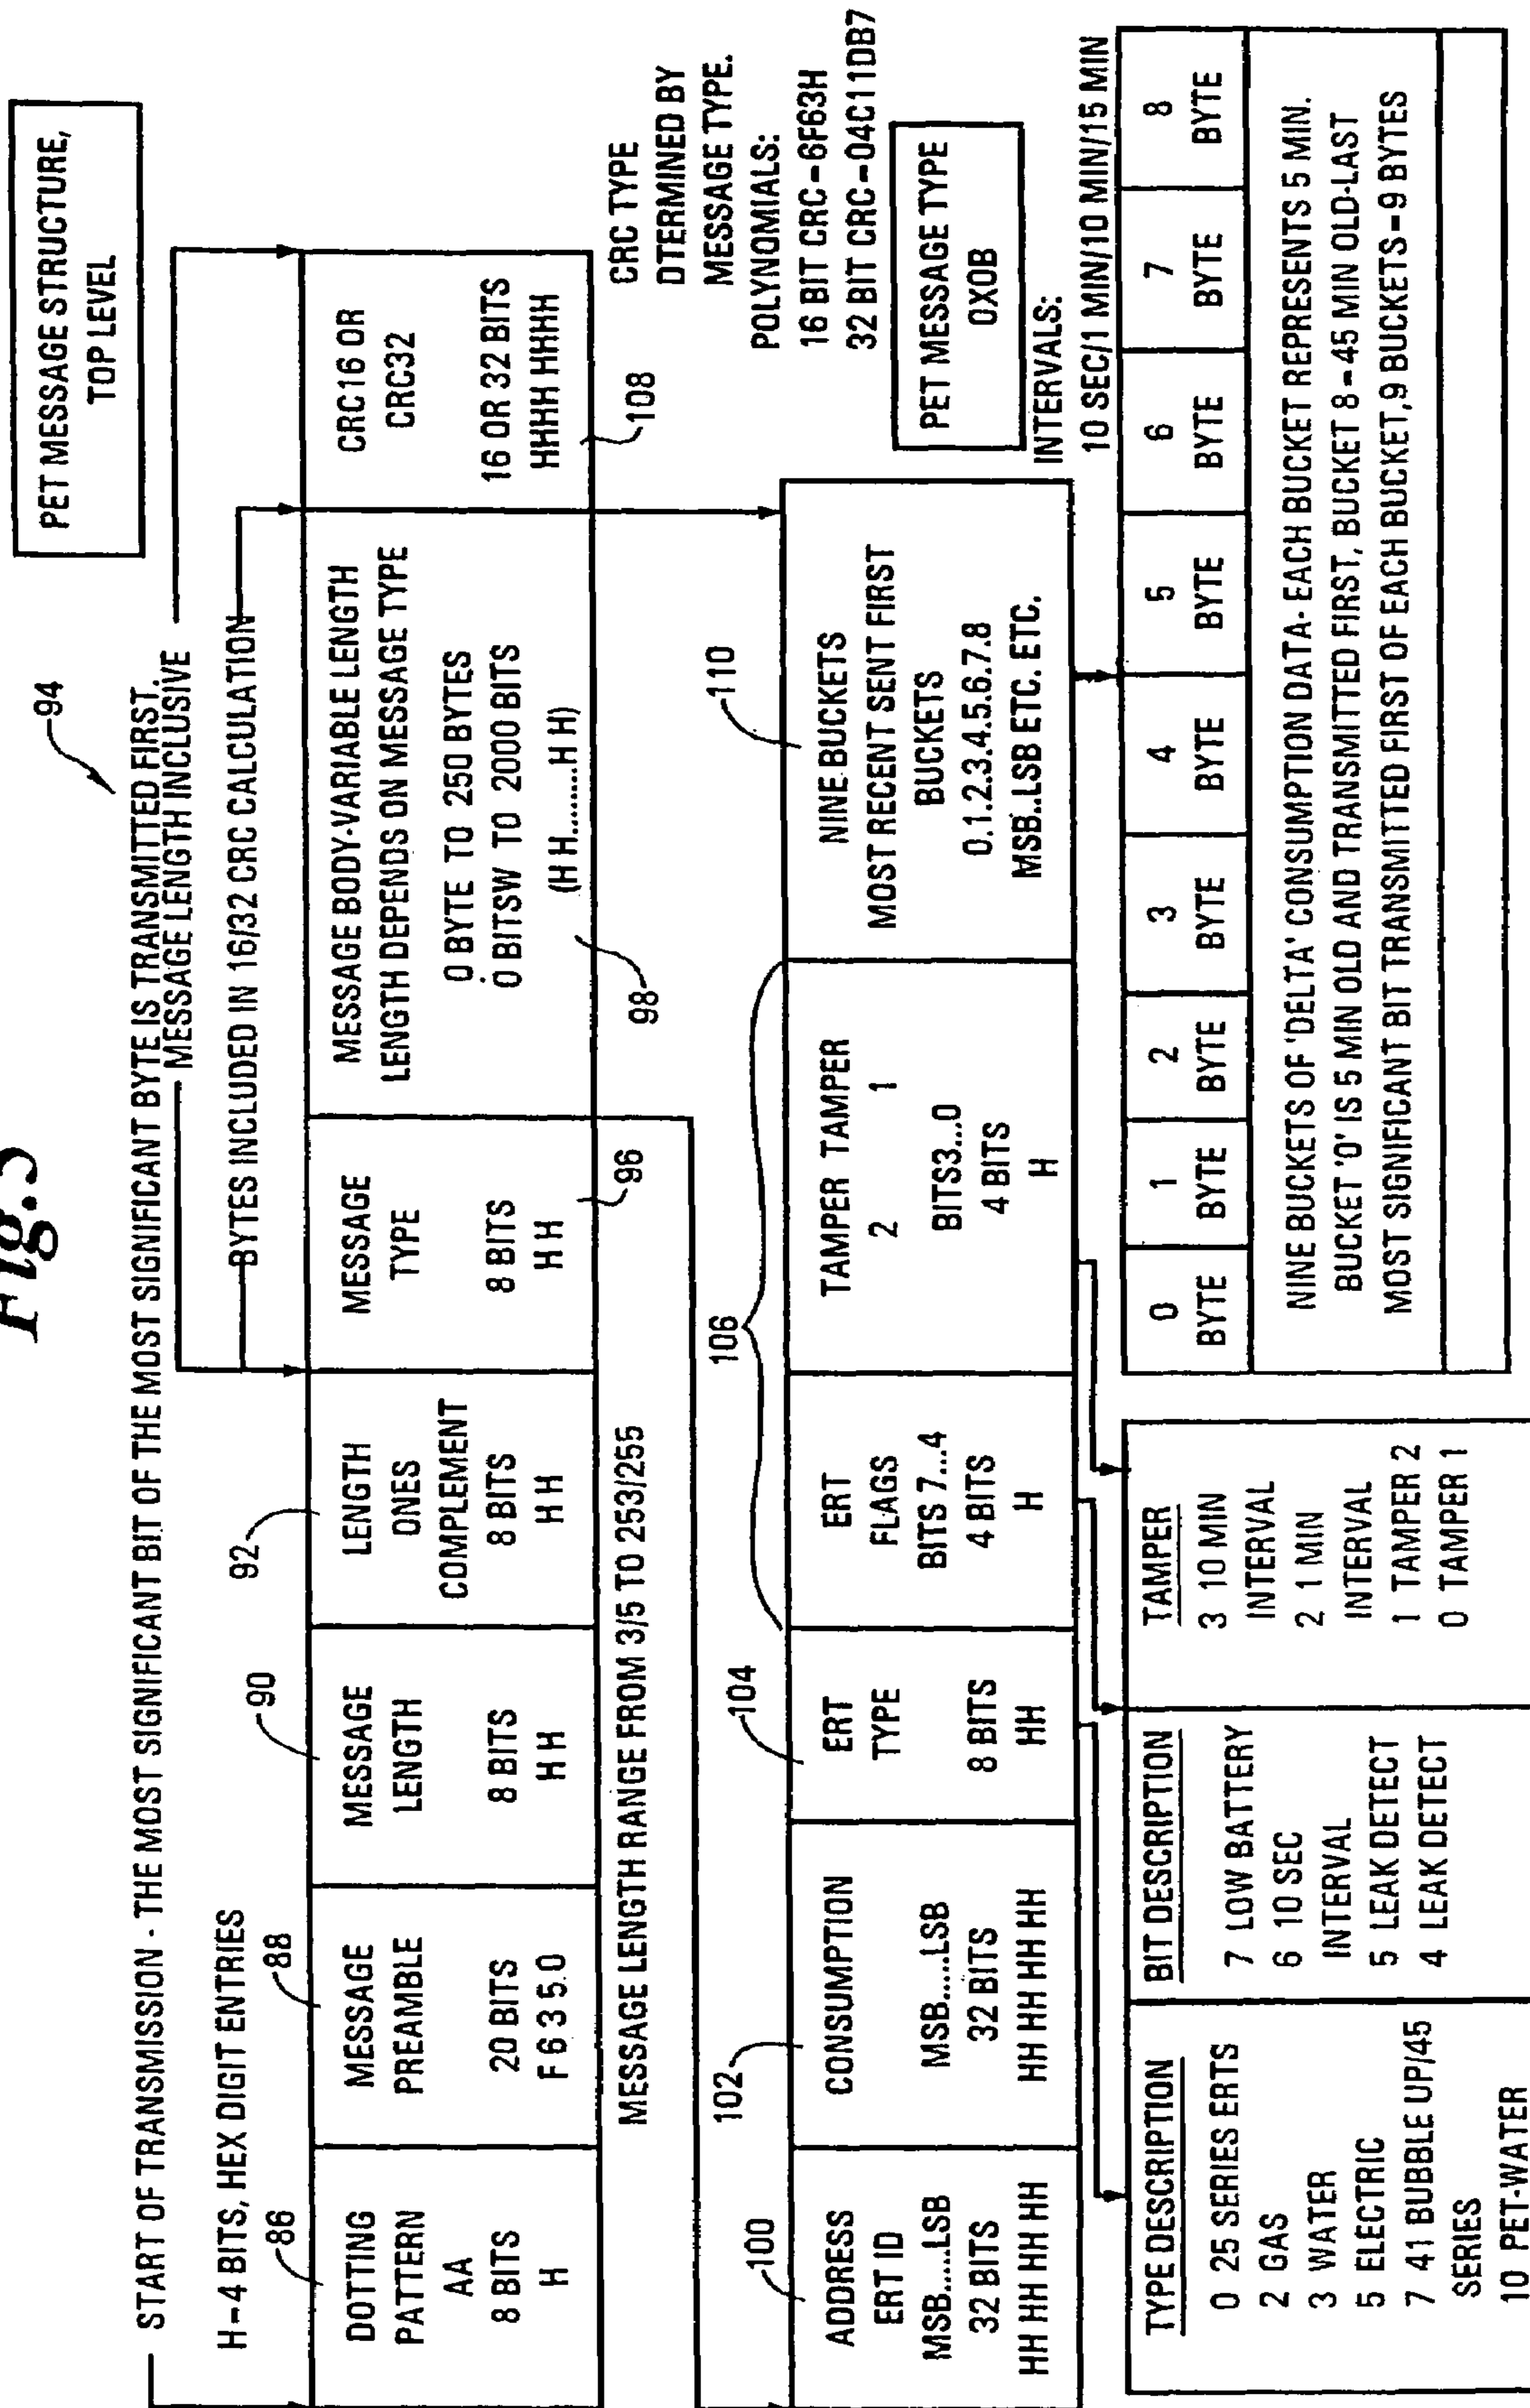 Fig.5
PET MESSAGE STRUCTURE,
TOP LEVEL
94
START OF TRANSMISSION - THE MOST SIGNIFICANT BIT OF THE MOST SIGNIFICANT BYTE IS TRANSMITTED FIRST.
MESSAGE LENGTH INCLUSIVE
H-4 BITS, HEX DIGIT ENTRIES
BYTES INCLUDED IN 16/32 CRC CALCULATION
86
DOTTING
PATTERN
AA
8 BITS
H
88
MESSAGE
PREAMBLE
20 BITS
F 6 3 5.0
90
MESSAGE
LENGTH
8 BITS
H H
92
LENGTH
ONES
COMPLEMENT
8 BITS
H H
MESSAGE
TYPE
8 BITS
H H
96
MESSAGE BODY-VARIABLE LENGTH
LENGTH DEPENDS ON MESSAGE TYPE
0 BYTE TO 250 BYTES
0 BITSW TO 2000 BITS
(H H........H H)
98
CRC16 OR
CRC32
16 OR 32 BITS
HHHH HHHH
108
MESSAGE LENGTH RANGE FROM 3/5 TO 253/255
CRC TYPE
DTERMINED BY
MESSAGE TYPE.
POLYNOMIALS:
16 BIT CRC-6F63H
32 BIT CRC-04C11DB7
100
ADDRESS
ERT ID
MSB.....LSB
32 BITS
HH HH HH HH
102
CONSUMPTION
MSB.....LSB
32 BITS
HH HH HH HH
104
ERT
TYPE
8 BITS
HH
106
ERT
FLAGS
BITS 7...4
4 BITS
H
TAMPER TAMPER
2 1
BITS3...0
4 BITS
H
110
NINE BUCKETS
MOST RECENT SENT FIRST
BUCKETS
0.1.2.3.4.5.6.7.8
MSB..LSB ETC. ETC.
PET MESSAGE TYPE
0X0B
INTERVALS:
10 SEC/1 MIN/10 MIN/15 MIN
TYPE DESCRIPTION
0 25 SERIES ERTS
2 GAS
3 WATER
5 ELECTRIC
7 41 BUBBLE UP/45
SERIES
10 PET-WATER
BIT DESCRIPTION
7 LOW BATTERY
6 10 SEC
INTERVAL
5 LEAK DETECT
4 LEAK DETECT
TAMPER
3 10 MIN
INTERVAL
2 1 MIN
INTERVAL
1 TAMPER 2
0 TAMPER 1
0 1 2 3 4 5 6 7 8
BYTE BYTE BYTE BYTE BYTE BYTE BYTE BYTE BYTE
NINE BUCKETS OF 'DELTA' CONSUMPTION DATA- EACH BUCKET REPRESENTS 5 MIN.
BUCKET '0' IS 5 MIN OLD AND TRANSMITTED FIRST, BUCKET 8-45 MIN OLD-LAST
MOST SIGNIFICANT BIT TRANSMITTED FIRST OF EACH BUCKET,9 BUCKETS-9 BYTES